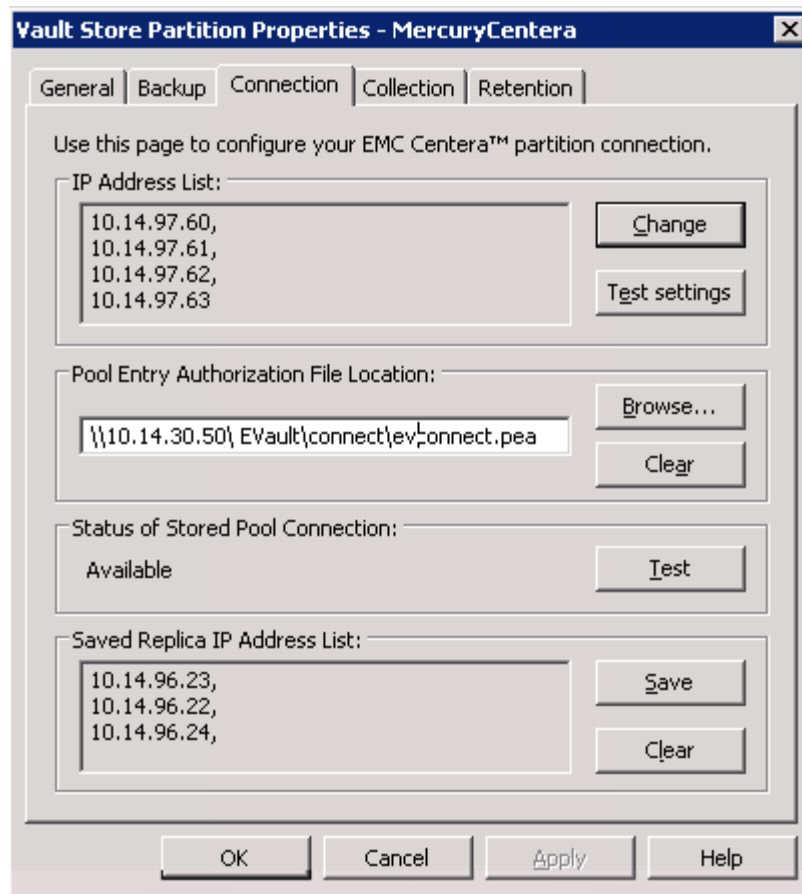 Vault Store Partition Properties - MercuryCentera
General Backup Connection Collection Retention
Use this page to configure your EMC Centera™ partition connection.
IP Address List:
10.14.97.60,
10.14.97.61,
10.14.97.62,
10.14.97.63
Change
Test settings
Pool Entry Authorization File Location:
\\10.14.30.50\ EVault\connect\evconnect.pea
Browse...
Clear
Status of Stored Pool Connection:
Available
Test
Saved Replica IP Address List:
10.14.96.23,
10.14.96.22,
10.14.96.24,
Save
Clear
OK Cancel Apply Help